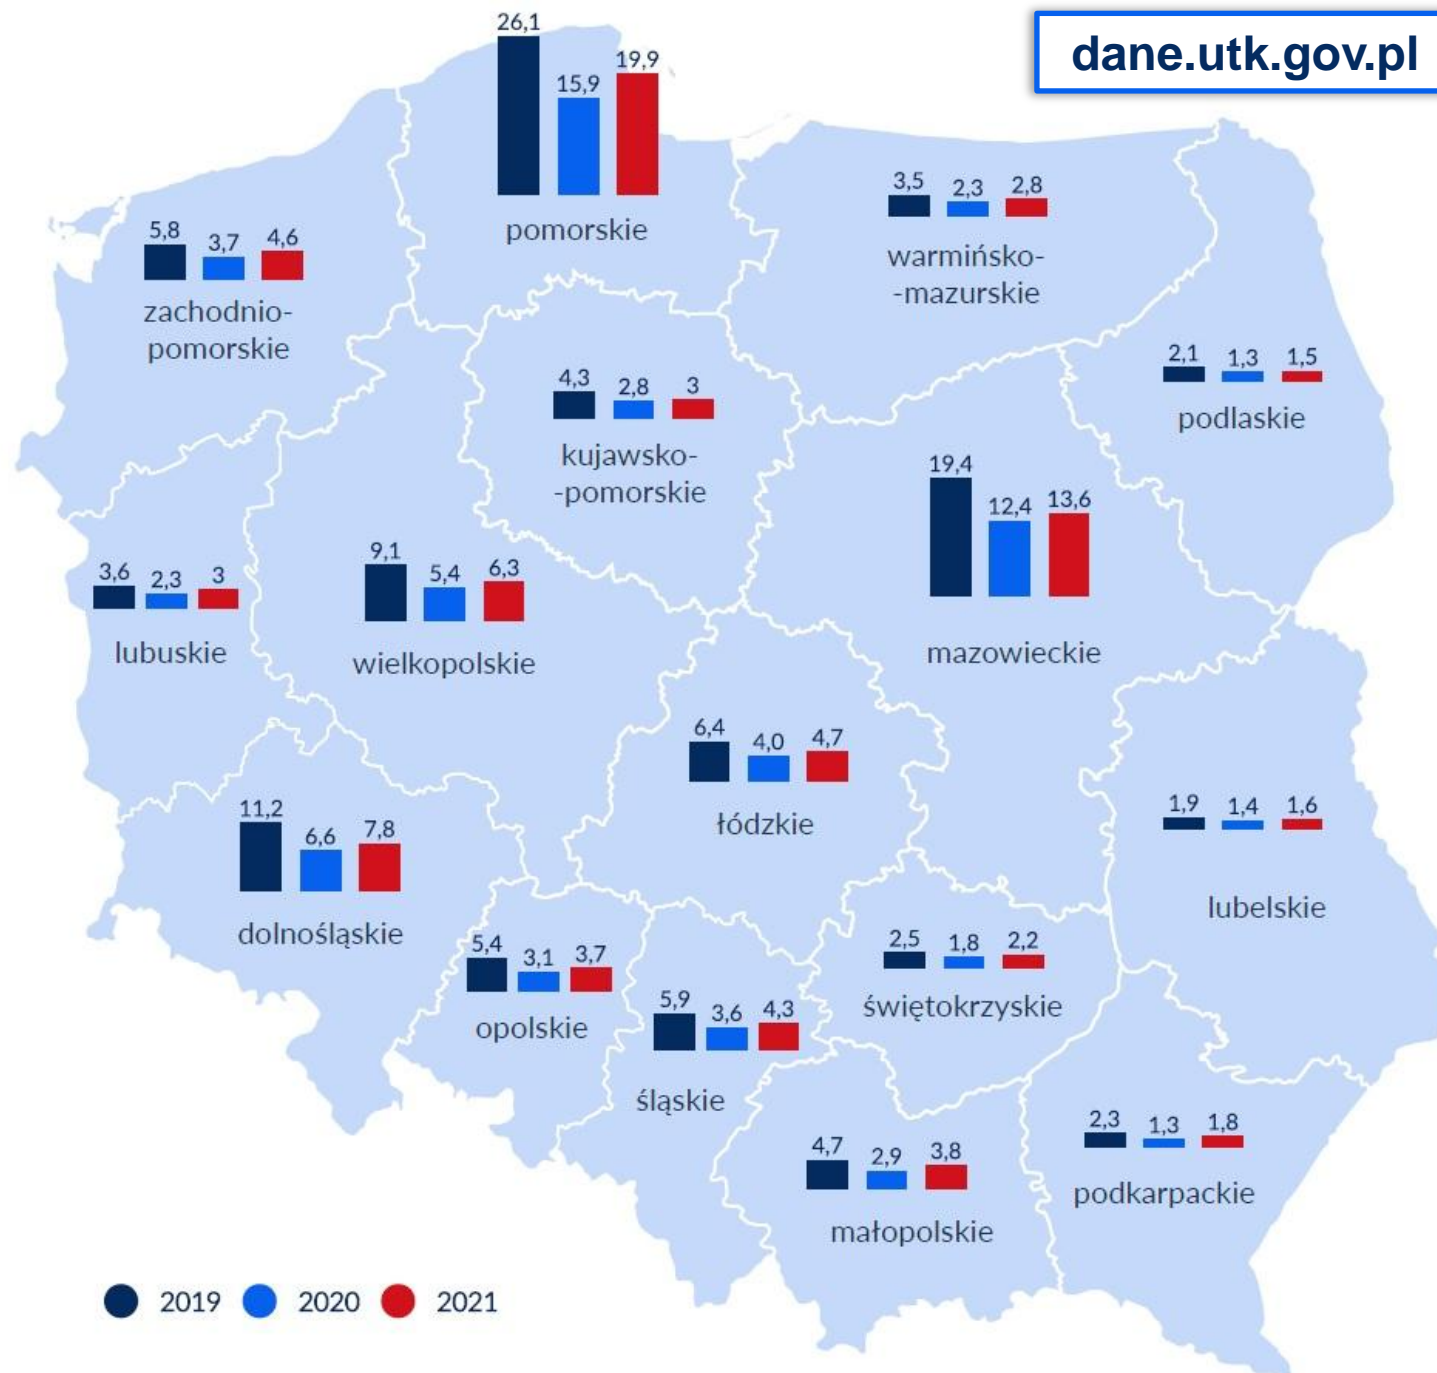 dane.utk.gov.pl
26,1
15,9
19,9
pomorskie
3,5
2,3
2,8
warmińsko-
-mazurskie
5,8
3,7
4,6
zachodnio-
pomorskie
2,1
1,3
1,5
podlaskie
4,3
2,8
3
kujawsko-
-pomorskie
19,4
12,4
13,6
mazowieckie
3,6
2,3
3
lubuskie
9,1
5,4
6,3
wielkopolskie
6,4
4,0
4,7
łódzkie
11,2
6,6
7,8
dolnośląskie
1,9
1,4
1,6
lubelskie
5,4
3,1
3,7
opolskie
5,9
3,6
4,3
śląskie
2,5
1,8
2,2
świętokrzyskie
4,7
2,9
3,8
małopolskie
2,3
1,3
1,8
podkarpackie
2019 2020 2021